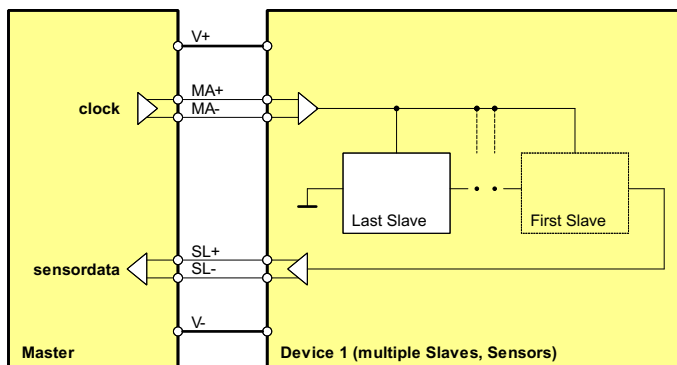 V+
MA+
clock
MA-
Last Slave
First Slave
SL+
sensordata
SL-
V-
Master
Device 1 (multiple Slaves, Sensors)